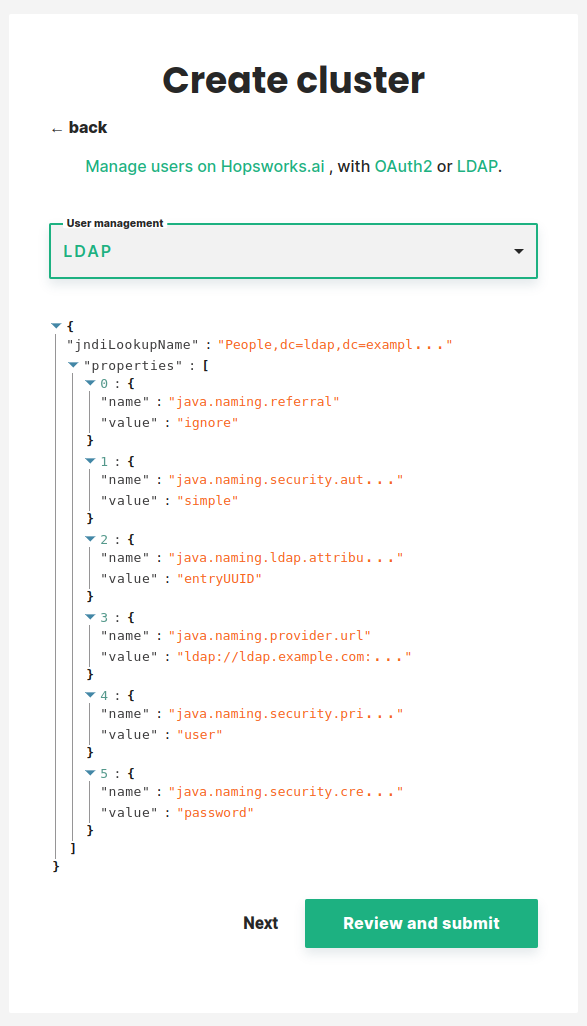 Create cluster
← back
Manage users on Hopsworks.ai , with OAuth2 or LDAP.
User management
LDAP
{
"jndiLookupName" : "People,dc=ldap,dc=exampl..."
"properties" : [
0 : {
"name" : "java.naming.referral"
"value" : "ignore"
}
1 : {
"name" : "java.naming.security.aut..."
"value" : "simple"
}
2 : {
"name" : "java.naming.ldap.attribu..."
"value" : "entryUUID"
}
3 : {
"name" : "java.naming.provider.url"
"value" : "ldap://ldap.example.com:..."
}
4 : {
"name" : "java.naming.security.pri..."
"value" : "user"
}
5 : {
"name" : "java.naming.security.cre..."
"value" : "password"
}
]
}
Next
Review and submit